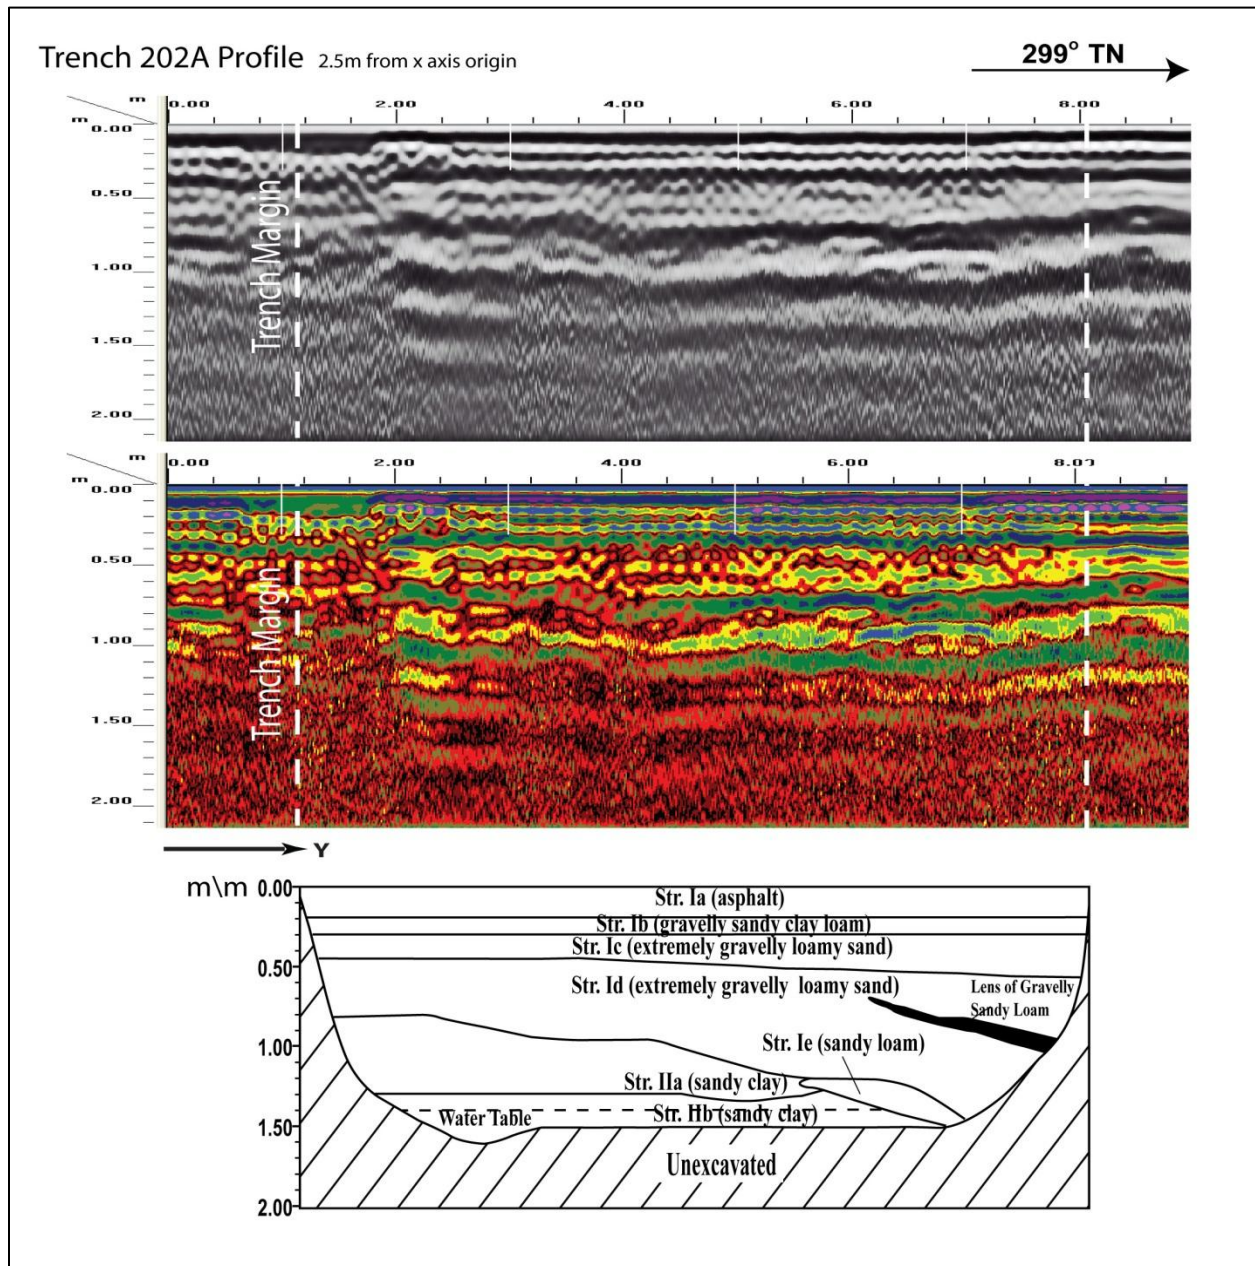 Trench 202A Profile 2.5m from x axis origin
299° TN
m 0.00 2.00 4.00 6.00 8.00
m 0.00
0.50
1.00
1.50
2.00
Trench Margin
m 0.00 2.00 4.00 6.00 8.0
m 0.00
0.50
1.00
1.50
2.00
Trench Margin
Y
m\m 0.00
0.50
1.00
1.50
2.00
Str. Ia (asphalt)
Str. Ib (gravelly sandy clay loam)
Str. Ic (extremely gravelly loamy sand)
Str. Id (extremely gravelly loamy sand)
Lens of Gravelly
Sandy Loam
Str. Ie (sandy loam)
Str. IIa (sandy clay)
Str. IIb (sandy clay)
Water Table
Unexcavated